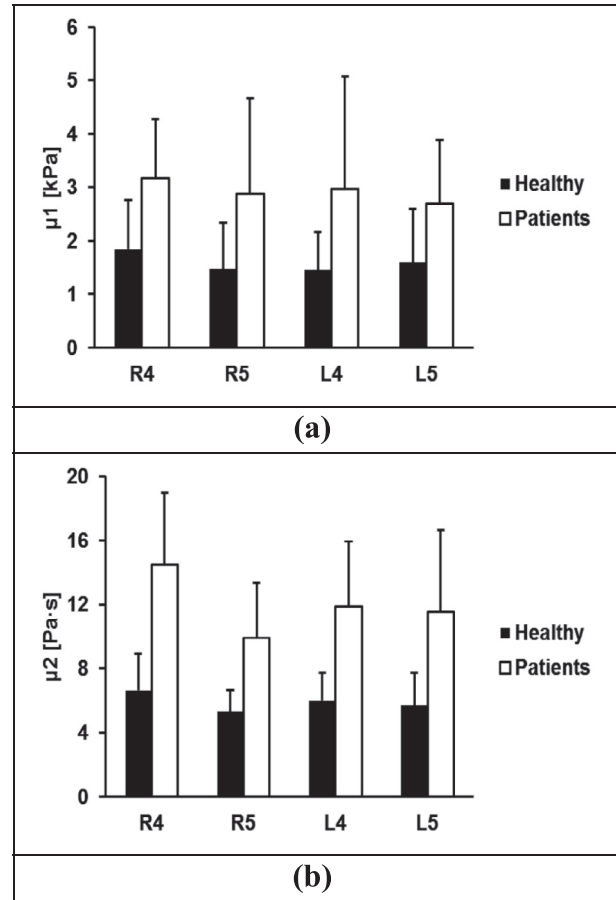 6
5
4
3
2
1
0
μ1 [kPa]
R4 R5 L4 L5
Healthy
Patients
(a)
20
16
12
8
4
0
μ2 [Pa·s]
R4 R5 L4 L5
Healthy
Patients
(b)